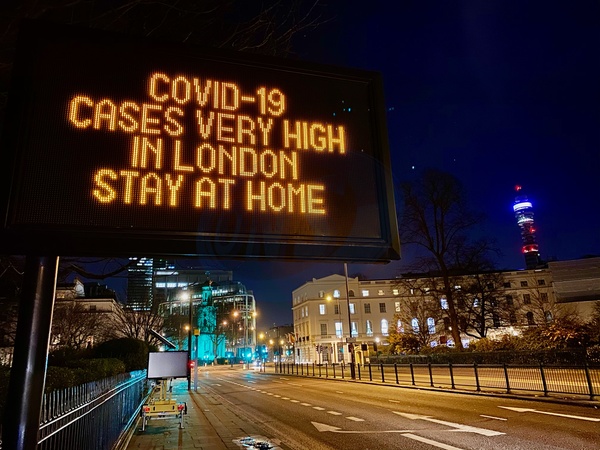 COVID-19
CASES VERY HIGH
IN LONDON
STAY AT HOME